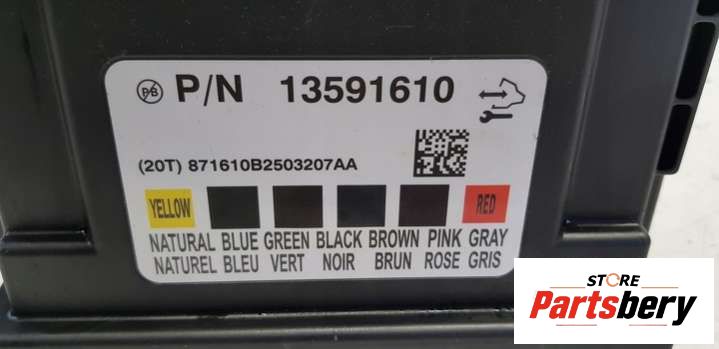 PB P/N 13591610
(20T) 871610B2503207AA
YELLOW RED
NATURAL BLUE GREEN BLACK BROWN PINK GRAY
NATUREL BLEU VERT NOIR BRUN ROSE GRIS
STORE
Partsbery